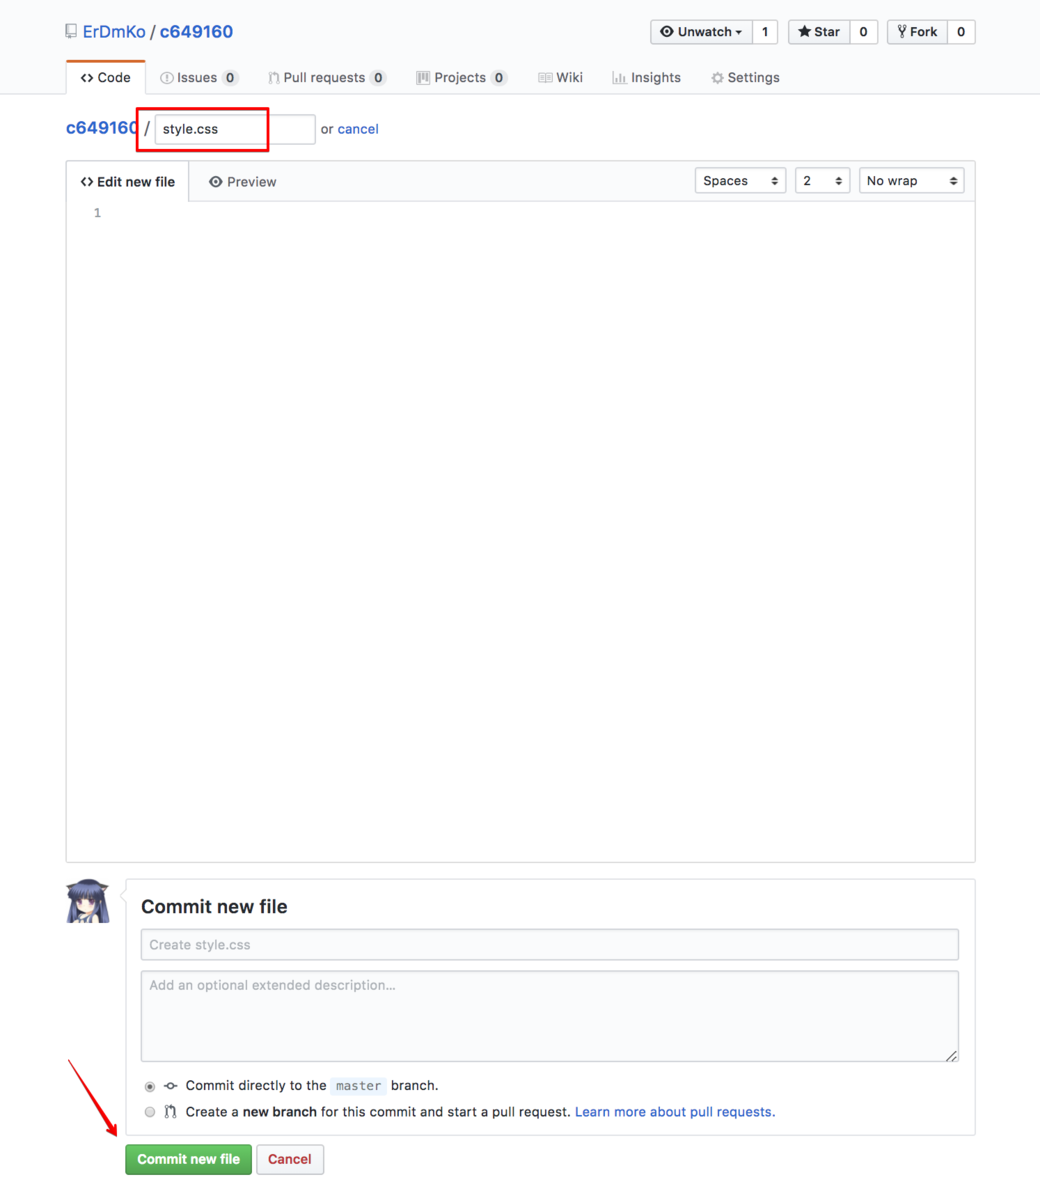 ErDmKo / c649160
Unwatch 1 Star 0 Fork 0
Code Issues 0 Pull requests 0 Projects 0 Wiki Insights Settings
c649160 / style.css or cancel
Edit new file Preview Spaces 2 No wrap
1
Commit new file
Create style.css
Add an optional extended description...
Commit directly to the master branch.
Create a new branch for this commit and start a pull request. Learn more about pull requests.
Commit new file Cancel